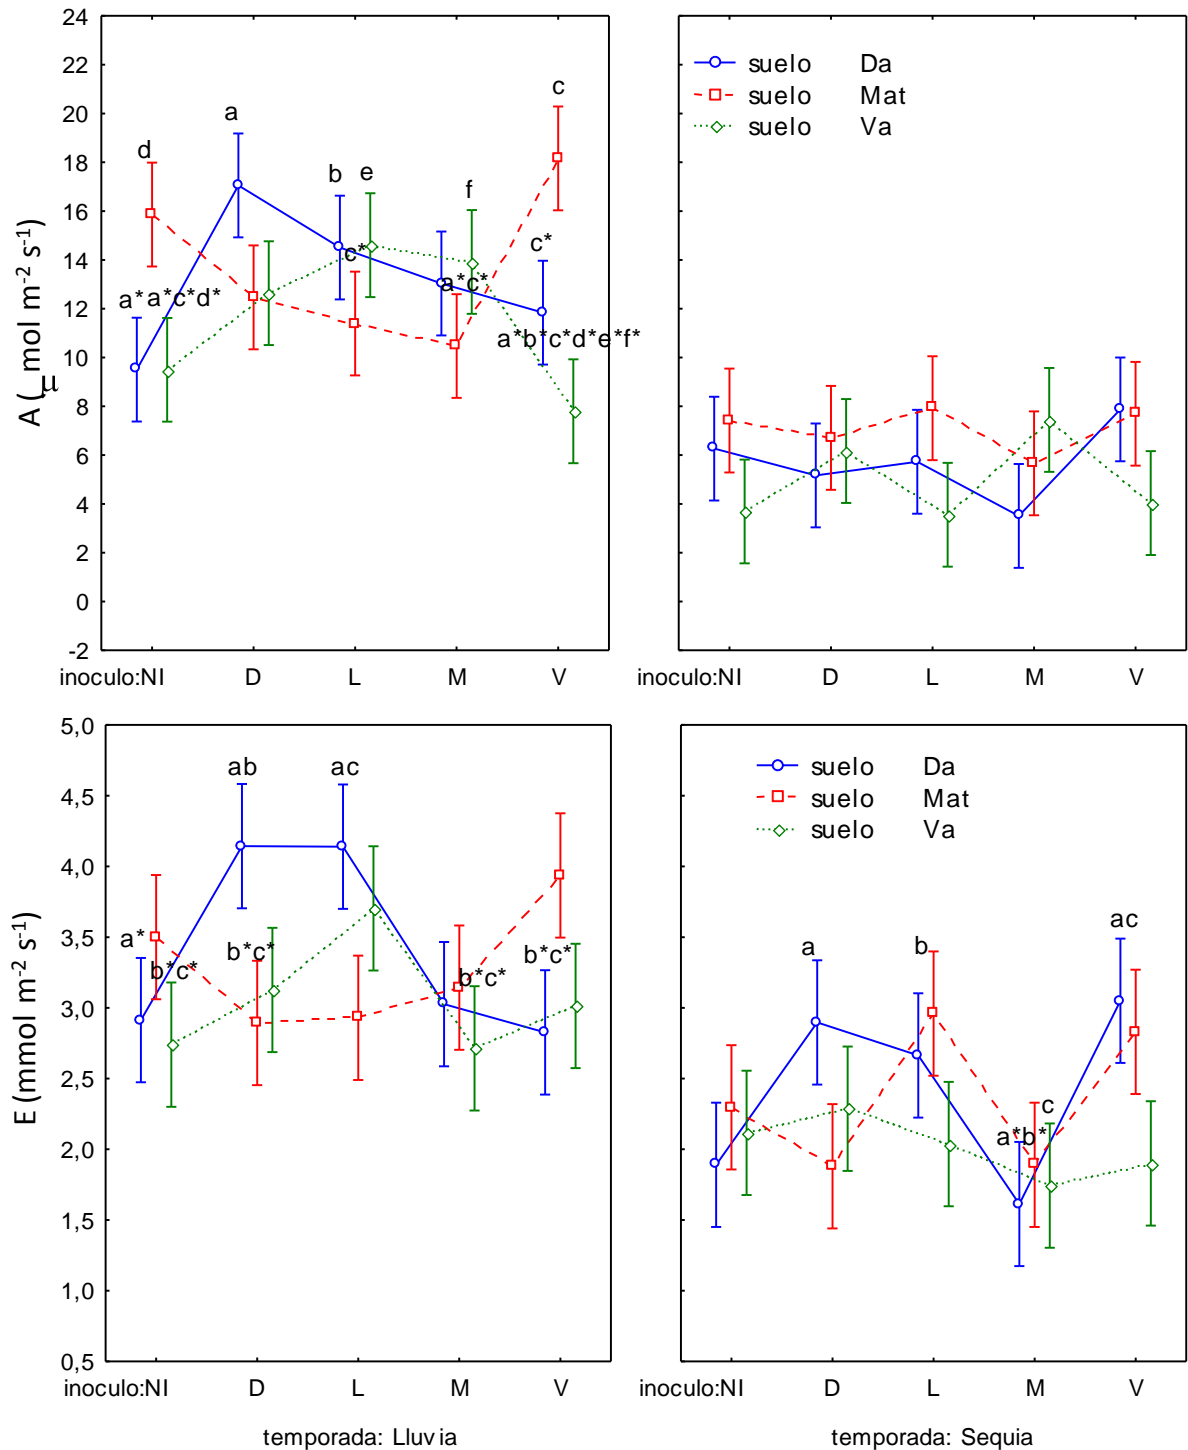 24
22
20
18
16
14
12
10
8
6
4
2
0
-2
A (μmol m-2 s-1)
d
a
b
e
f
c
c*
a*
a*c*d*
c*
a*c*
a*b*c*d*e*f*
inoculo:NI D L M V
suelo Da
suelo Mat
suelo Va
inoculo:NI D L M V
5,0
4,5
4,0
3,5
3,0
2,5
2,0
1,5
1,0
0,5
E (mmol m-2 s-1)
ab
ac
a*
b*c*
b*c*
b*c*
b*c*
inoculo:NI D L M V
temporada: Lluvia
suelo Da
suelo Mat
suelo Va
a
b
ac
c
a*b*
inoculo:NI D L M V
temporada: Sequia